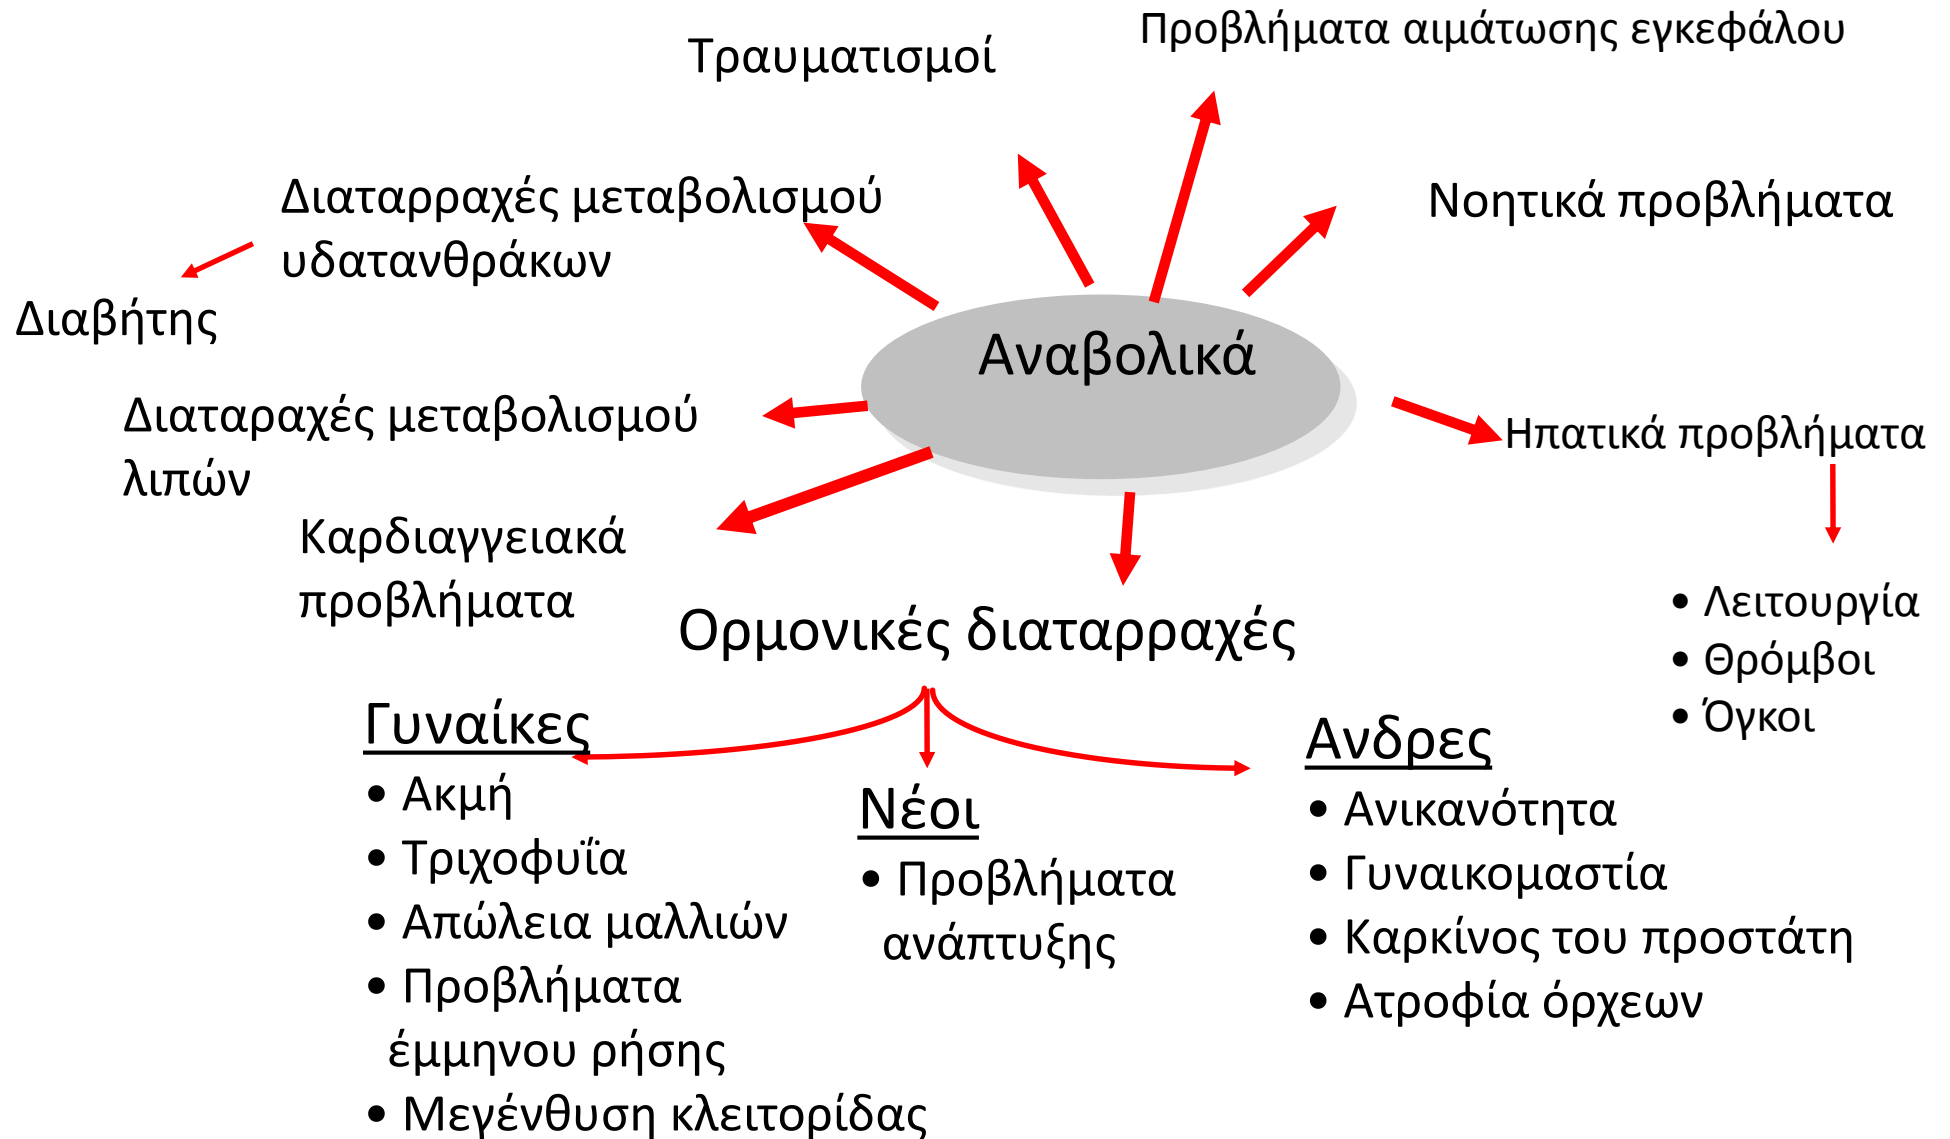 Προβλήματα αιμάτωσης εγκεφάλου
Τραυματισμοί
Διαταρραχές μεταβολισμού
υδατανθράκων
Νοητικά προβλήματα
Διαβήτης
Αναβολικά
Διαταραχές μεταβολισμού
λιπών
Ηπατικά προβλήματα
Καρδιαγγειακά
προβλήματα
• Λειτουργία
• Θρόμβοι
• Όγκοι
Ορμονικές διαταρραχές
Γυναίκες
• Ακμή
• Τριχοφυΐα
• Απώλεια μαλλιών
• Προβλήματα
έμμηνου ρήσης
• Μεγένθυση κλειτορίδας
Νέοι
• Προβλήματα
ανάπτυξης
Ανδρες
• Ανικανότητα
• Γυναικομαστία
• Καρκίνος του προστάτη
• Ατροφία όρχεων